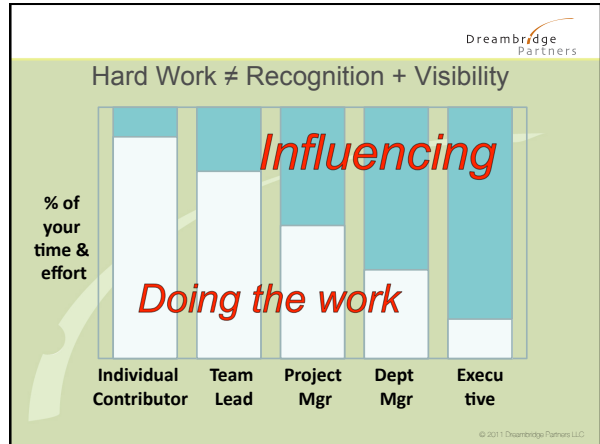 Dreambridge
Partners
Hard Work ≠ Recognition + Visibility
Influencing
% of
your
time &
effort
Doing the work
Individual
Contributor
Team
Lead
Project
Mgr
Dept
Mgr
Execu
tive
© 2011 Dreambridge Partners LLC